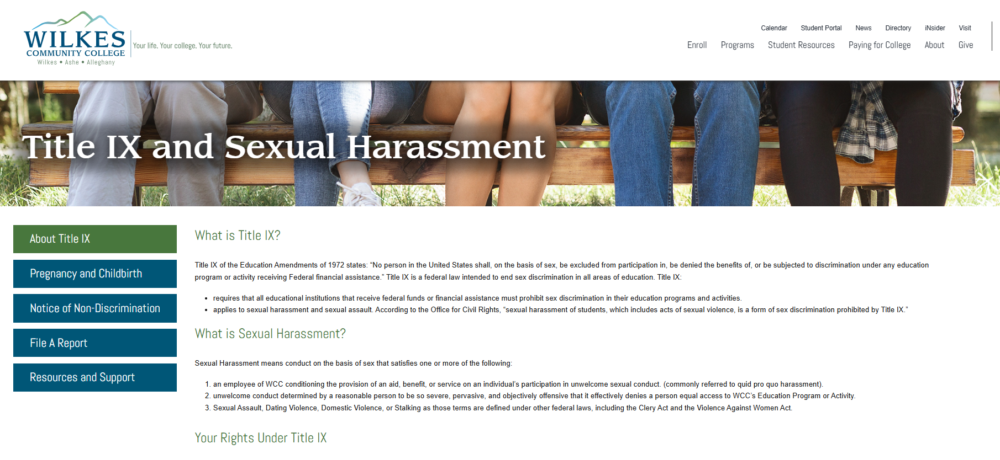 WILKES
COMMUNITY COLLEGE
Wilkes • Ashe • Alleghany
Your life. Your college. Your future.
Calendar Student Portal News Directory iNsider Visit
Enroll Programs Student Resources Paying for College About Give
Title IX and Sexual Harassment
About Title IX
Pregnancy and Childbirth
Notice of Non-Discrimination
File A Report
Resources and Support
What is Title IX?
Title IX of the Education Amendments of 1972 states: “No person in the United States shall, on the basis of sex, be excluded from participation in, be denied the benefits of, or be subjected to discrimination under any education
program or activity receiving Federal financial assistance.” Title IX is a federal law intended to end sex discrimination in all areas of education. Title IX:
• requires that all educational institutions that receive federal funds or financial assistance must prohibit sex discrimination in their education programs and activities.
• applies to sexual harassment and sexual assault. According to the Office for Civil Rights, “sexual harassment of students, which includes acts of sexual violence, is a form of sex discrimination prohibited by Title IX.”
What is Sexual Harassment?
Sexual Harassment means conduct on the basis of sex that satisfies one or more of the following:
1. an employee of WCC conditioning the provision of an aid, benefit, or service on an individual’s participation in unwelcome sexual conduct. (commonly referred to quid pro quo harassment).
2. unwelcome conduct determined by a reasonable person to be so severe, pervasive, and objectively offensive that it effectively denies a person equal access to WCC’s Education Program or Activity.
3. Sexual Assault, Dating Violence, Domestic Violence, or Stalking as those terms are defined under other federal laws, including the Clery Act and the Violence Against Women Act.
Your Rights Under Title IX